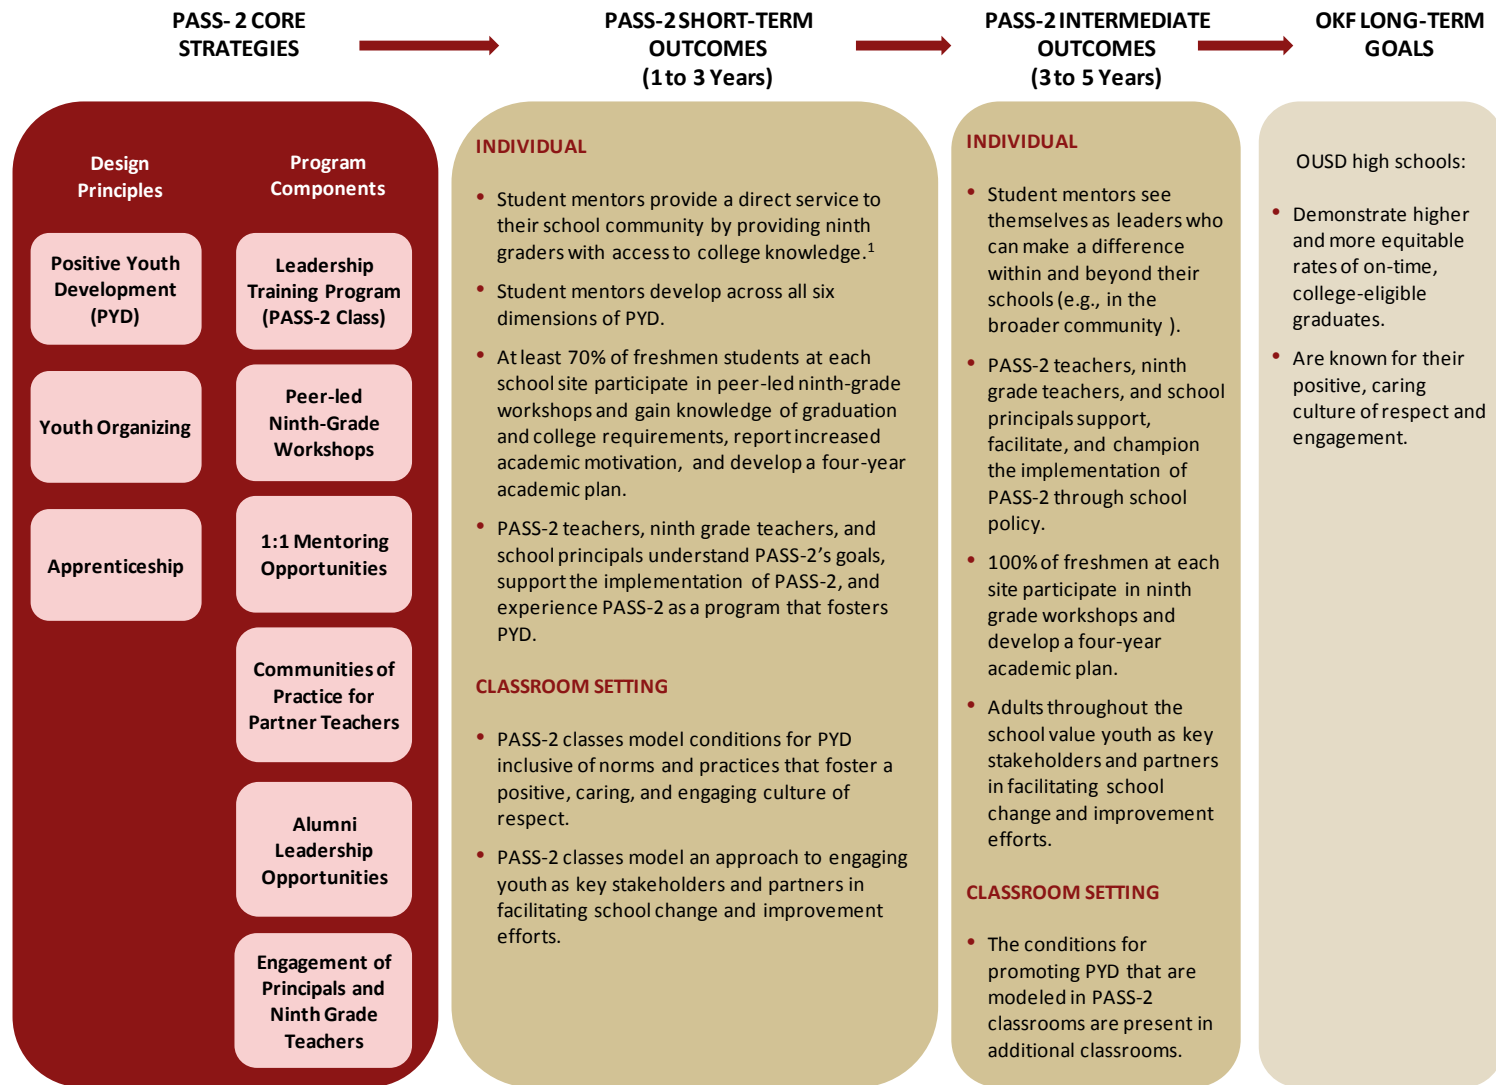 PASS- 2 CORE
STRATEGIES
PASS-2 SHORT-TERM
OUTCOMES
(1 to 3 Years)
PASS-2 INTERMEDIATE
OUTCOMES
(3 to 5 Years)
OKF LONG-TERM
GOALS
Design
Principles
Positive Youth
Development
(PYD)
Youth Organizing
Apprenticeship
Program
Components
Leadership
Training Program
(PASS-2 Class)
Peer-led
Ninth-Grade
Workshops
1:1 Mentoring
Opportunities
Communities of
Practice for
Partner Teachers
Alumni
Leadership
Opportunities
Engagement of
Principals and
Ninth Grade
Teachers
INDIVIDUAL
• Student mentors provide a direct service to
their school community by providing ninth
graders with access to college knowledge.¹
• Student mentors develop across all six
dimensions of PYD.
• At least 70% of freshmen students at each
school site participate in peer-led ninth-grade
workshops and gain knowledge of graduation
and college requirements, report increased
academic motivation, and develop a four-year
academic plan.
• PASS-2 teachers, ninth grade teachers, and
school principals understand PASS-2’s goals,
support the implementation of PASS-2, and
experience PASS-2 as a program that fosters
PYD.
CLASSROOM SETTING
• PASS-2 classes model conditions for PYD
inclusive of norms and practices that foster a
positive, caring, and engaging culture of
respect.
• PASS-2 classes model an approach to engaging
youth as key stakeholders and partners in
facilitating school change and improvement
efforts.
INDIVIDUAL
• Student mentors see
themselves as leaders who
can make a difference
within and beyond their
schools (e.g., in the
broader community ).
• PASS-2 teachers, ninth
grade teachers, and school
principals support,
facilitate, and champion
the implementation of
PASS-2 through school
policy.
• 100% of freshmen at each
site participate in ninth
grade workshops and
develop a four-year
academic plan.
• Adults throughout the
school value youth as key
stakeholders and partners
in facilitating school
change and improvement
efforts.
CLASSROOM SETTING
• The conditions for
promoting PYD that are
modeled in PASS-2
classrooms are present in
additional classrooms.
OUSD high schools:
• Demonstrate higher
and more equitable
rates of on-time,
college-eligible
graduates.
• Are known for their
positive, caring
culture of respect and
engagement.